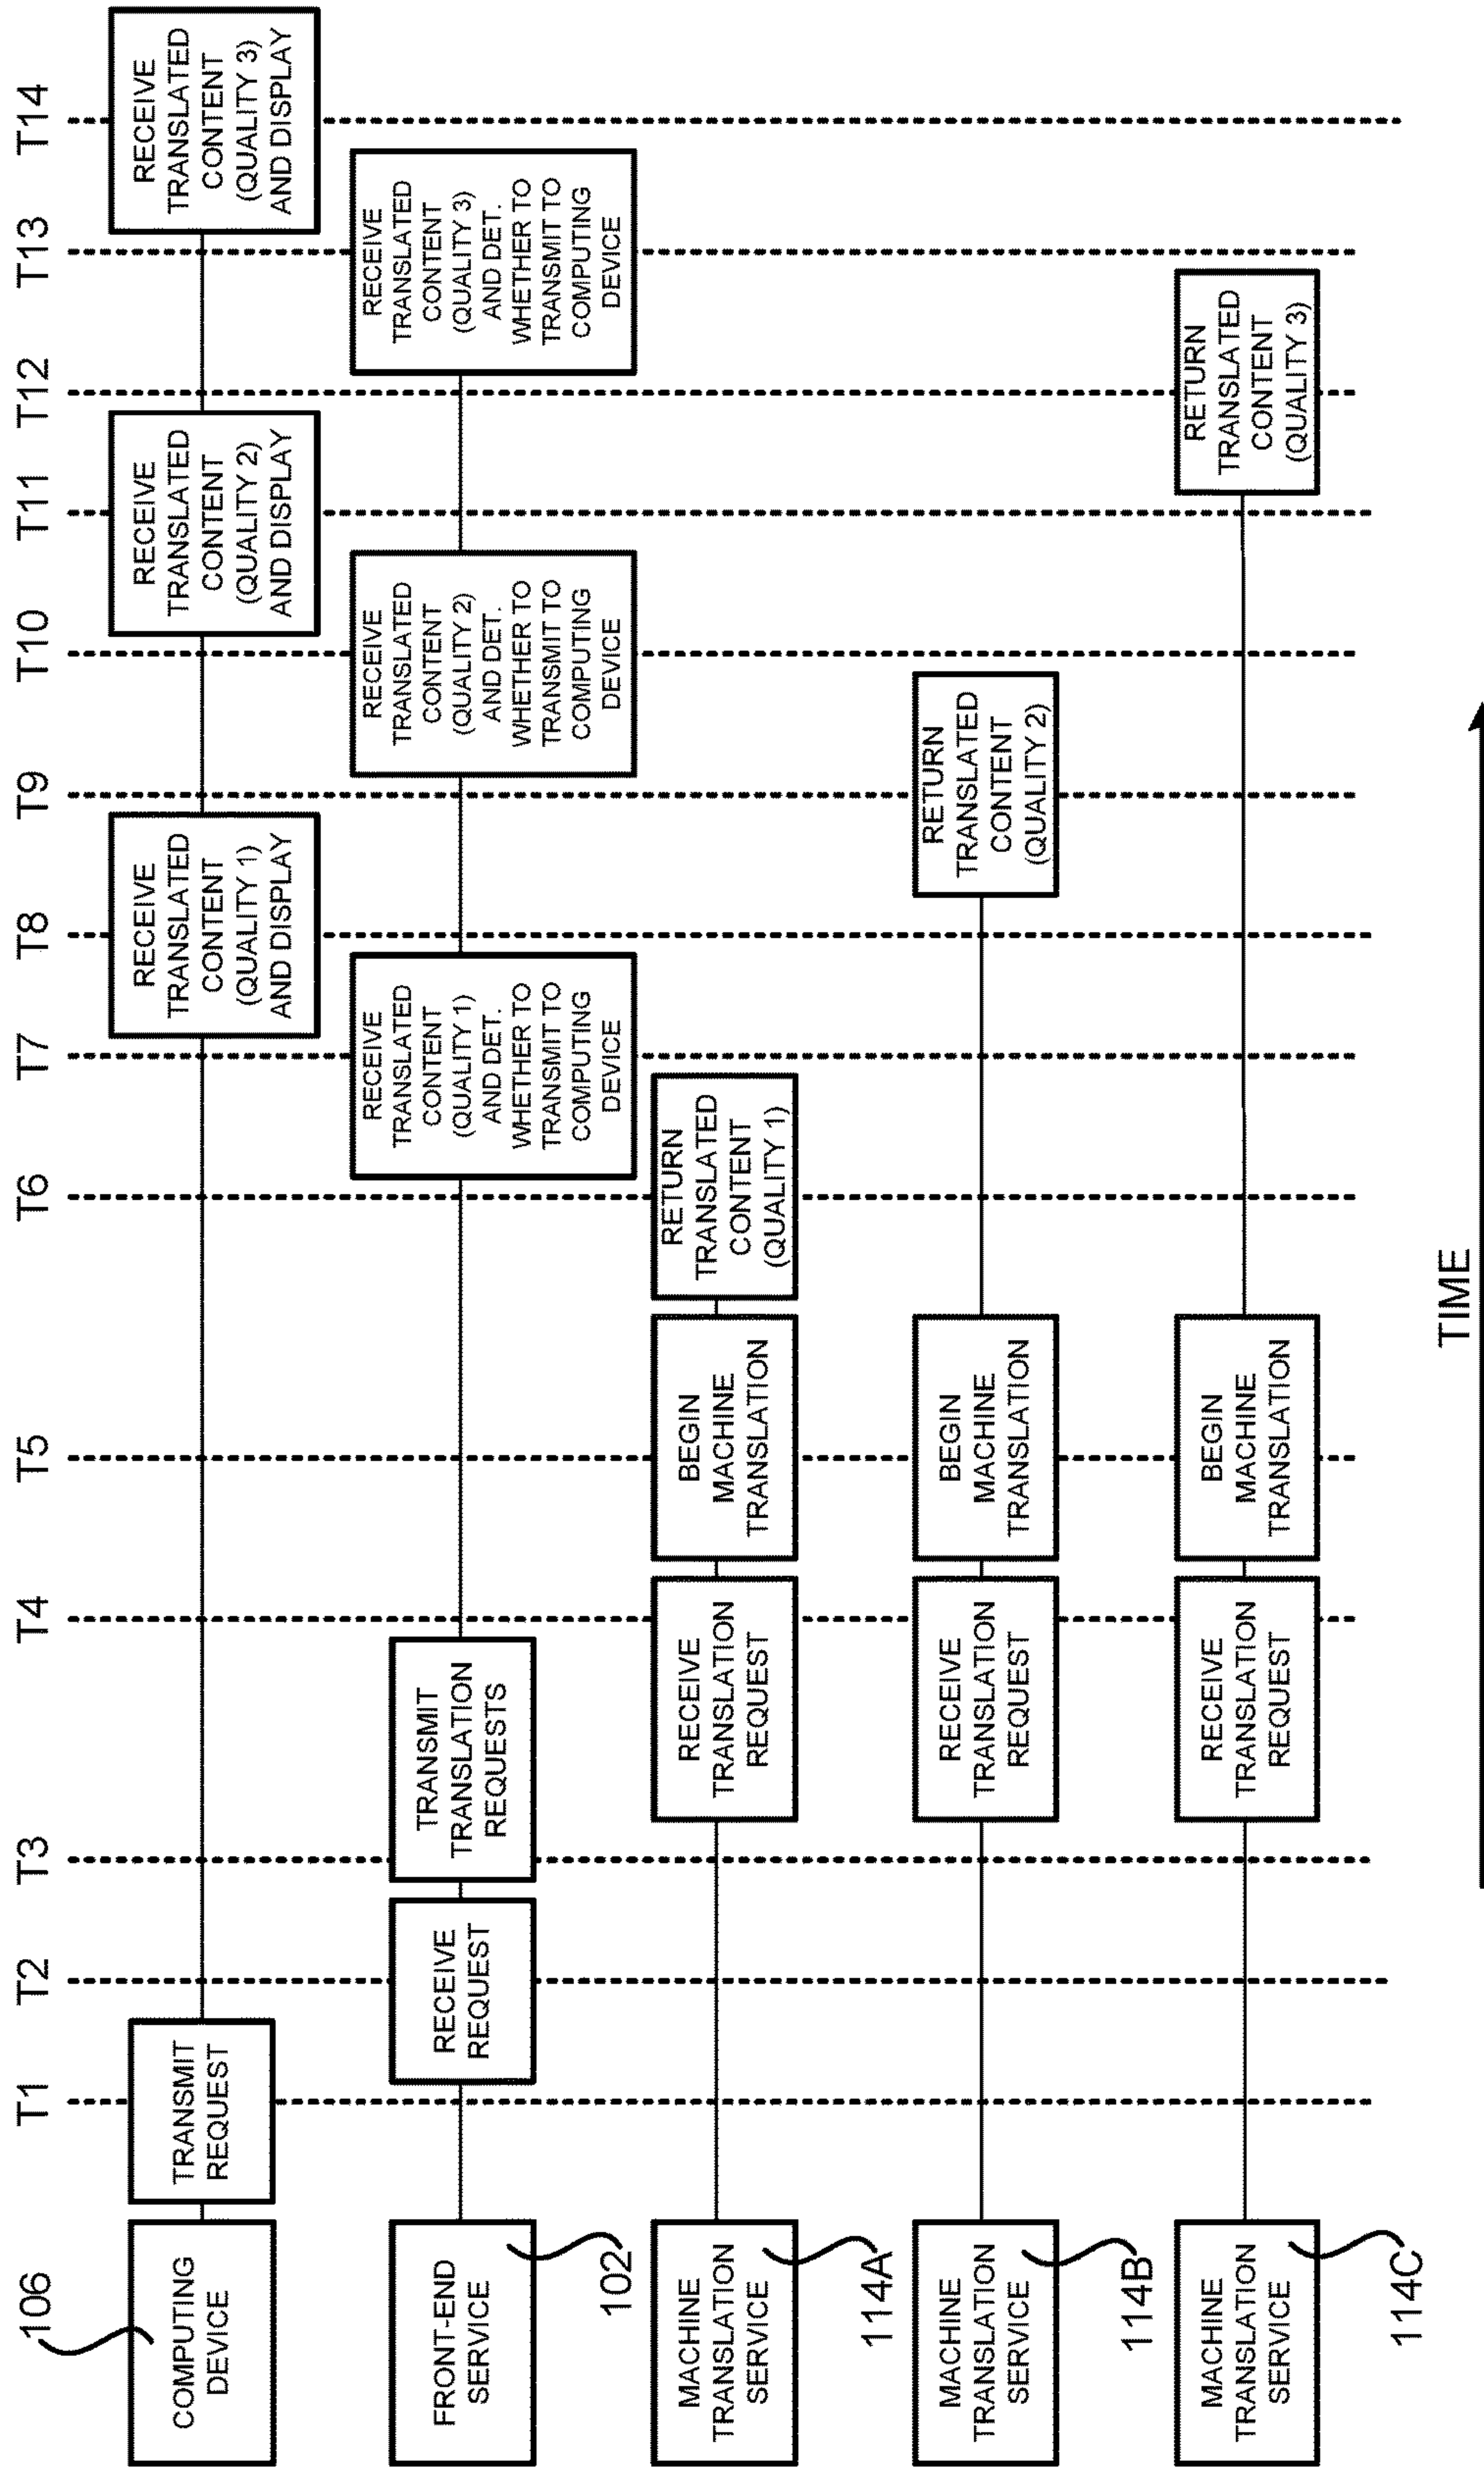 T1
T2
T3
T4
T5
T6
T7
T8
T9
T10
T11
T12
T13
T14
106
COMPUTING
DEVICE
TRANSMIT
REQUEST
RECEIVE
TRANSLATED
CONTENT
(QUALITY 1)
AND DISPLAY
RECEIVE
TRANSLATED
CONTENT
(QUALITY 2)
AND DISPLAY
RECEIVE
TRANSLATED
CONTENT
(QUALITY 3)
AND DISPLAY
FRONT-END
SERVICE
102
RECEIVE
REQUEST
TRANSMIT
TRANSLATION
REQUESTS
RECEIVE
TRANSLATED
CONTENT
(QUALITY 1)
AND DET.
WHETHER TO
TRANSMIT TO
COMPUTING
DEVICE
RECEIVE
TRANSLATED
CONTENT
(QUALITY 2)
AND DET.
WHETHER TO
TRANSMIT TO
COMPUTING
DEVICE
RECEIVE
TRANSLATED
CONTENT
(QUALITY 3)
AND DET.
WHETHER TO
TRANSMIT TO
COMPUTING
DEVICE
MACHINE
TRANSLATION
SERVICE
114A
RECEIVE
TRANSLATION
REQUEST
BEGIN
MACHINE
TRANSLATION
RETURN
TRANSLATED
CONTENT
(QUALITY 1)
MACHINE
TRANSLATION
SERVICE
114B
RECEIVE
TRANSLATION
REQUEST
BEGIN
MACHINE
TRANSLATION
RETURN
TRANSLATED
CONTENT
(QUALITY 2)
MACHINE
TRANSLATION
SERVICE
114C
RECEIVE
TRANSLATION
REQUEST
BEGIN
MACHINE
TRANSLATION
RETURN
TRANSLATED
CONTENT
(QUALITY 3)
TIME